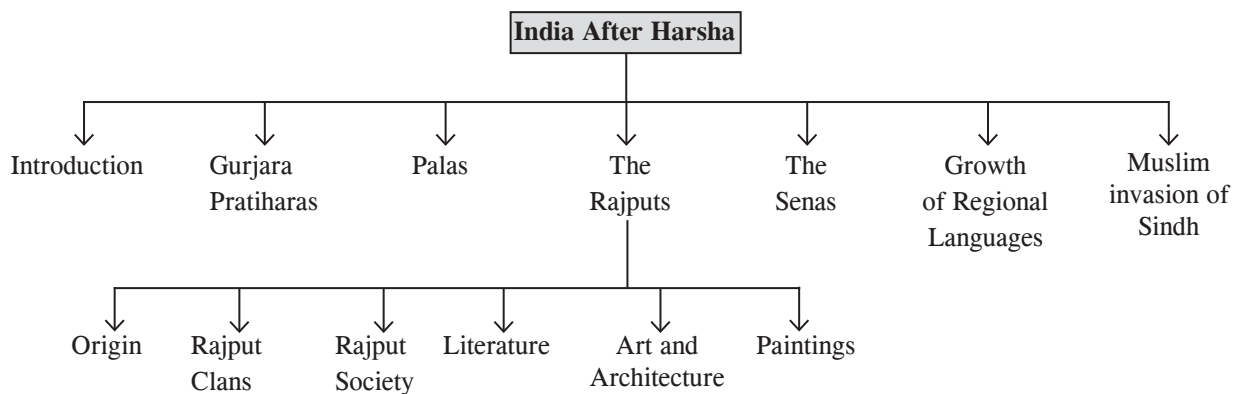 India After Harsha
Introduction
Gurjara
Pratiharas
Palas
The
Rajputs
The
Senas
Growth
of Regional
Languages
Muslim
invasion of
Sindh
Origin
Rajput
Clans
Rajput
Society
Literature
Art and
Architecture
Paintings